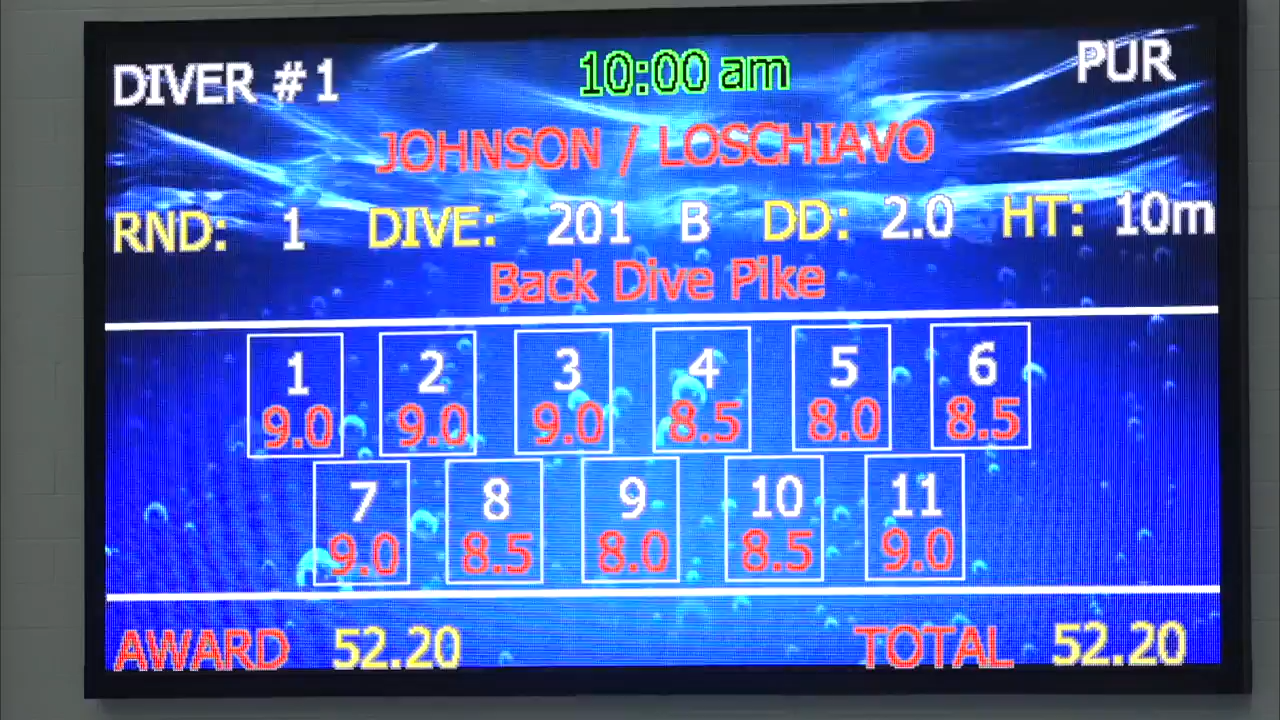 DIVER #1 10:00 am PUR
JOHNSON / LOSCHIAVO
RND: 1 DIVE: 201 B DD: 2.0 HT: 10m
Back Dive Pike
1 2 3 4 5 6
9.0 9.0 9.0 8.5 8.0 8.5
7 8 9 10 11
9.0 8.5 8.0 8.5 9.0
AWARD 52.20 TOTAL 52.20